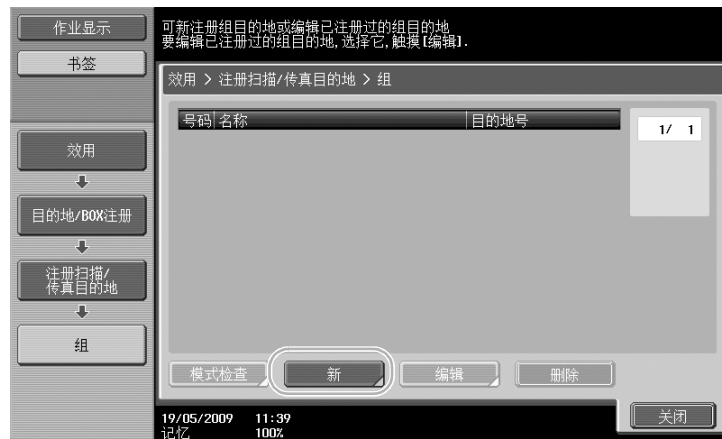 作业显示
书签
可新注册组目的地或编辑已注册过的组目的地
要编辑已注册过的组目的地,选择它,触摸[编辑].
效用 > 注册扫描/传真目的地 > 组
号码 名称 目的地号
1/ 1
效用
目的地/BOX注册
注册扫描/
传真目的地
组
模式检查 新 编辑 删除
19/05/2009 11:39
记忆 100%
关闭